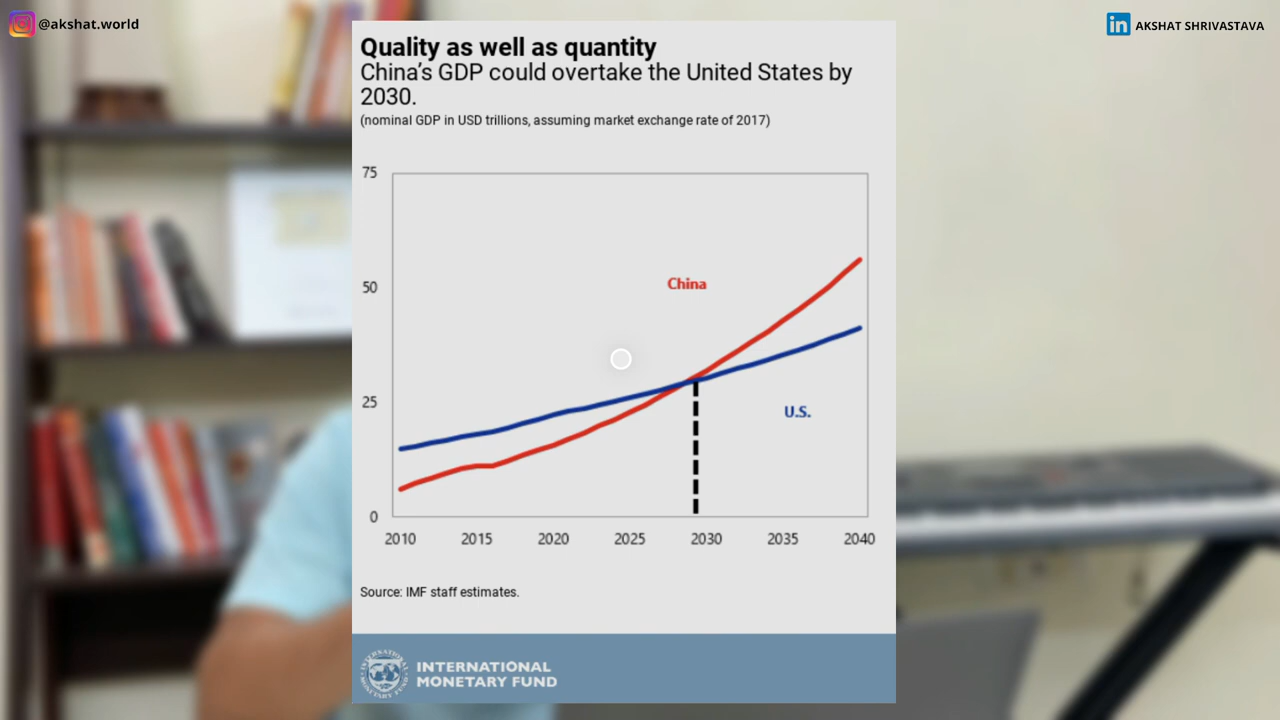 @akshat.world
AKSHAT SHRIVASTAVA
Quality as well as quantity
China's GDP could overtake the United States by
2030.
(nominal GDP in USD trillions, assuming market exchange rate of 2017)
75
50
25
0
China
U.S.
2010 2015 2020 2025 2030 2035 2040
Source: IMF staff estimates.
INTERNATIONAL
MONETARY FUND